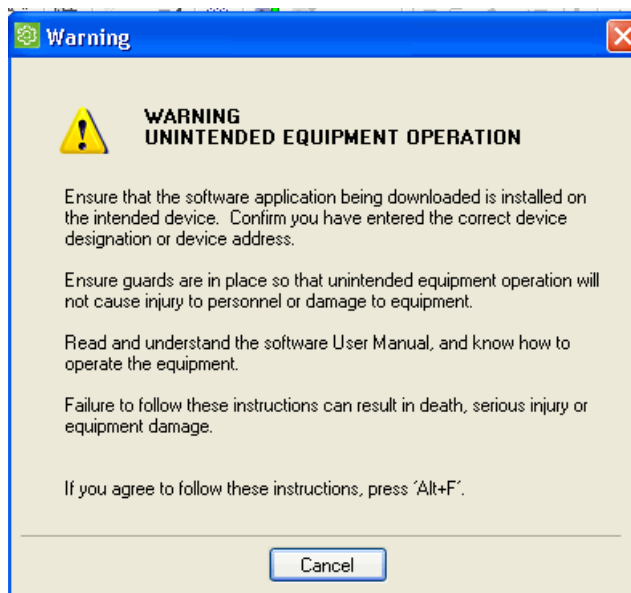 Warning
WARNING
UNINTENDED EQUIPMENT OPERATION
Ensure that the software application being downloaded is installed on
the intended device.  Confirm you have entered the correct device
designation or device address.
Ensure guards are in place so that unintended equipment operation will
not cause injury to personnel or damage to equipment.
Read and understand the software User Manual, and know how to
operate the equipment.
Failure to follow these instructions can result in death, serious injury or
equipment damage.
If you agree to follow these instructions, press ´Alt+F´.
Cancel